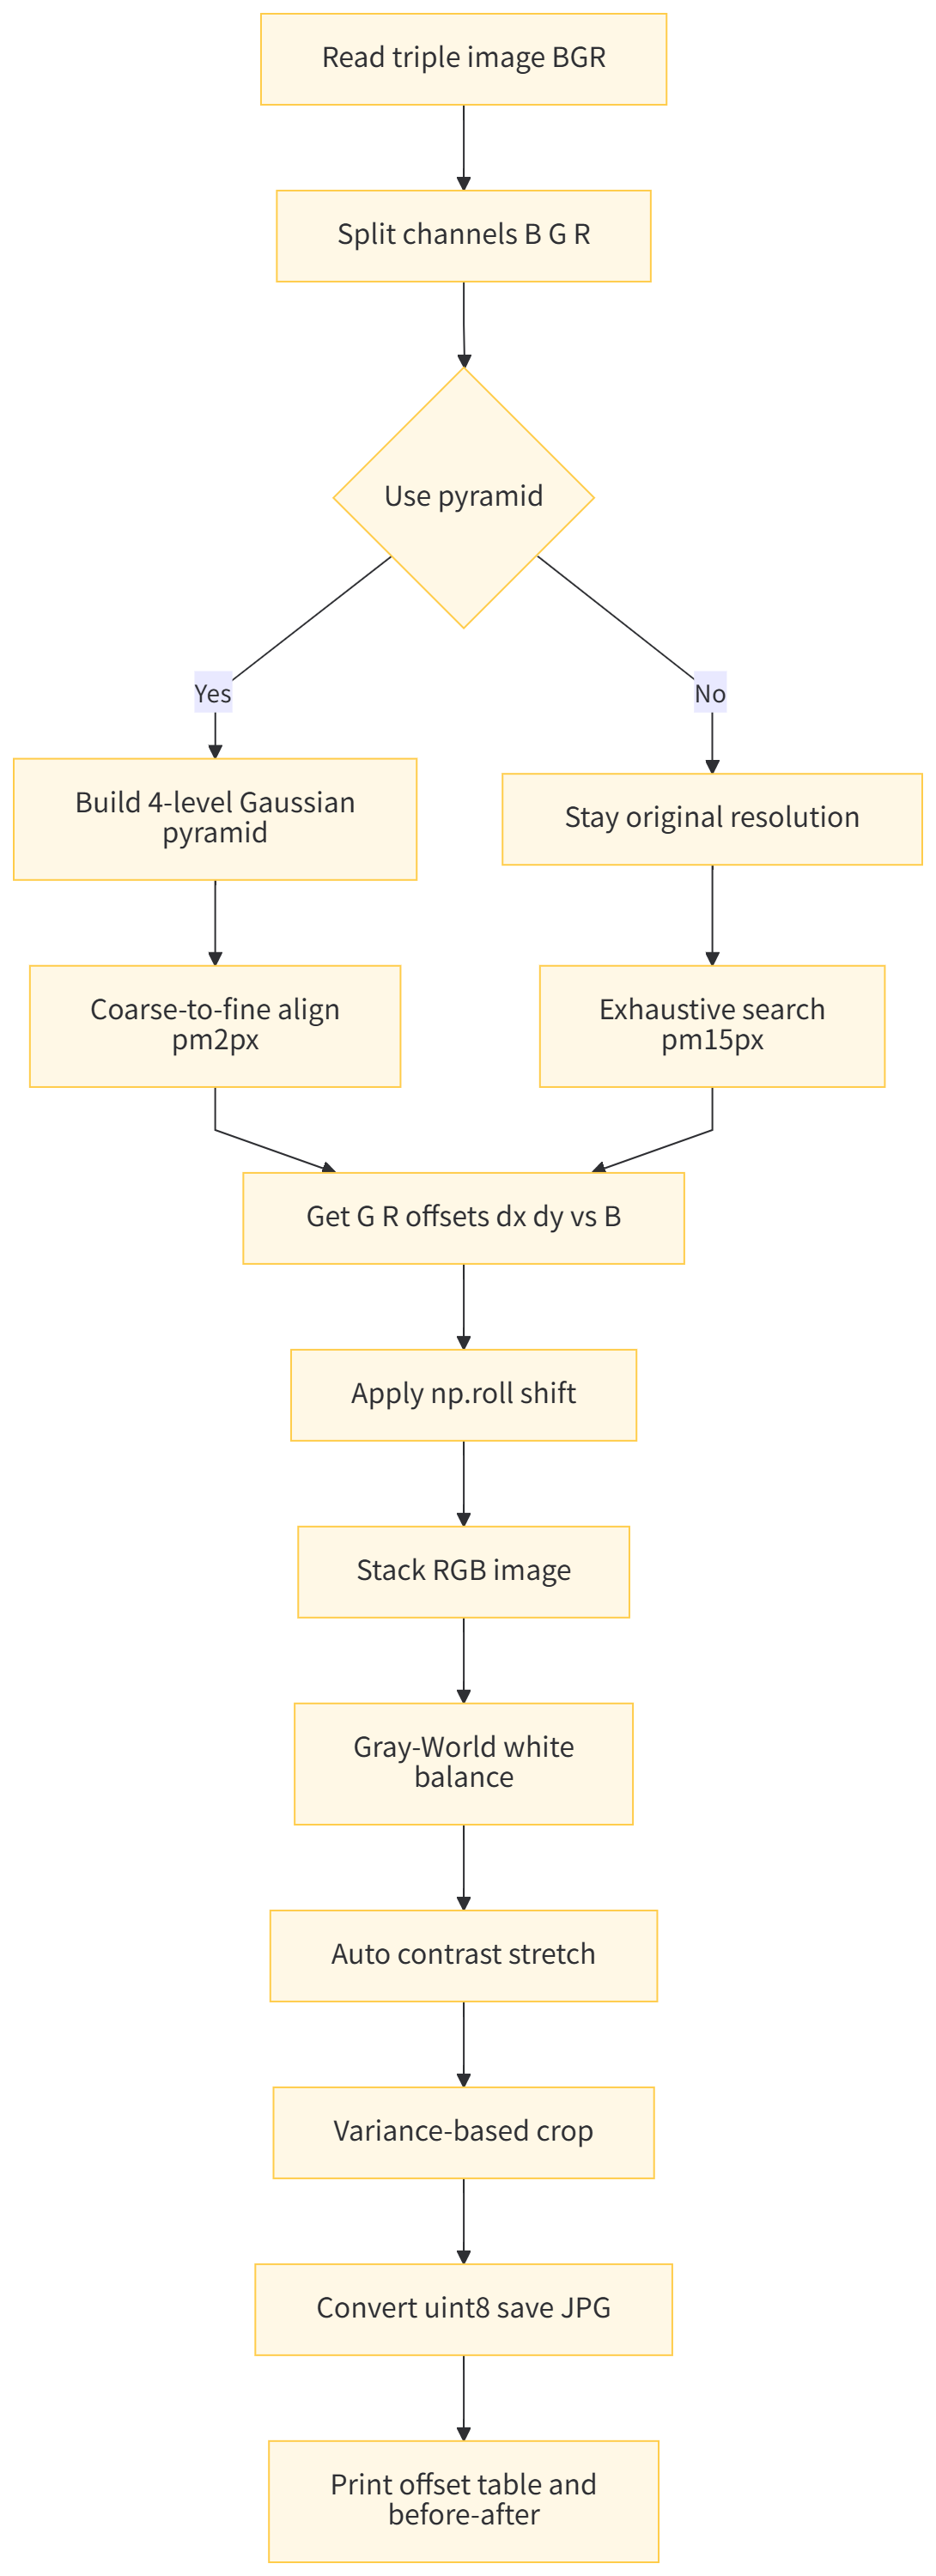 Read triple image BGR
Split channels B G R
Use pyramid
Yes
No
Build 4-level Gaussian
pyramid
Stay original resolution
Coarse-to-fine align
pm2px
Exhaustive search
pm15px
Get G R offsets dx dy vs B
Apply np.roll shift
Stack RGB image
Gray-World white
balance
Auto contrast stretch
Variance-based crop
Convert uint8 save JPG
Print offset table and
before-after